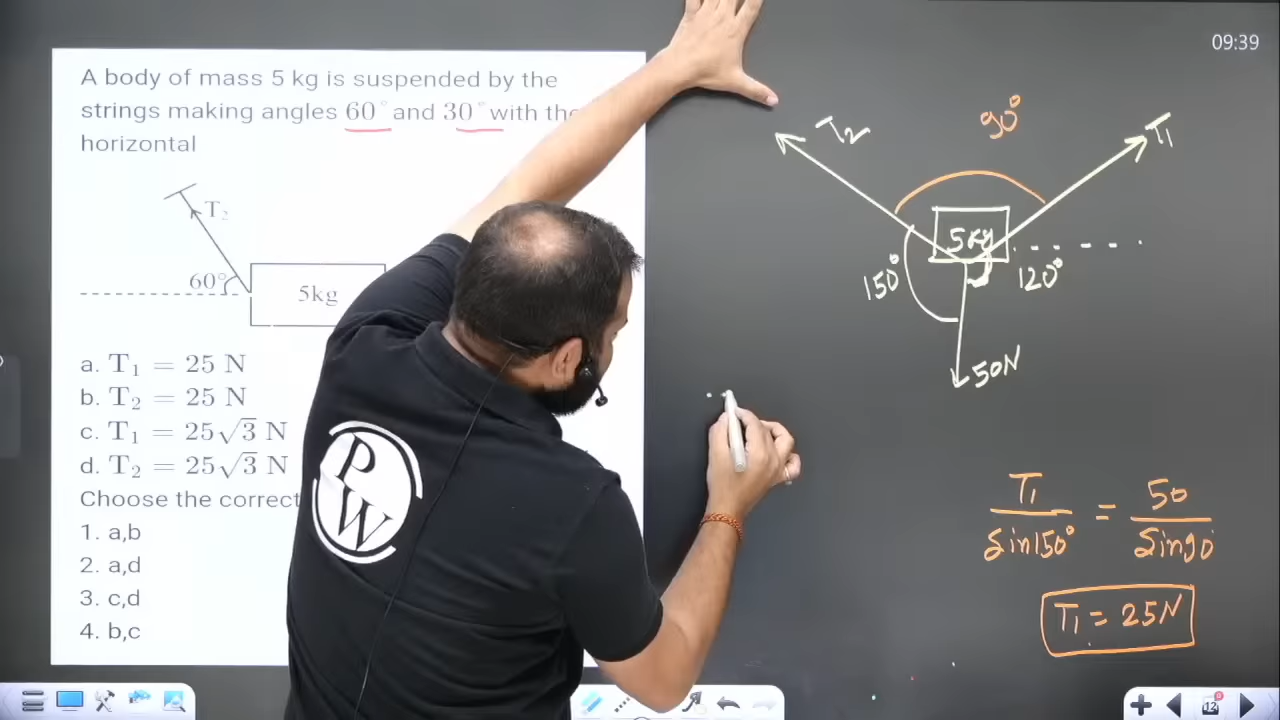 09:39
A body of mass 5 kg is suspended by the
strings making angles 60° and 30° with the
horizontal
T₂
60°
5kg
a. T₁ = 25 N
b. T₂ = 25 N
c. T₁ = 25√3 N
d. T₂ = 25√3 N
Choose the correct
1. a,b
2. a,d
3. c,d
4. b,c
PW
T₂
90°
T₁
5kg
150°
120°
50N
T₁/sin150° = 50/sin90
T₁ = 25N
12